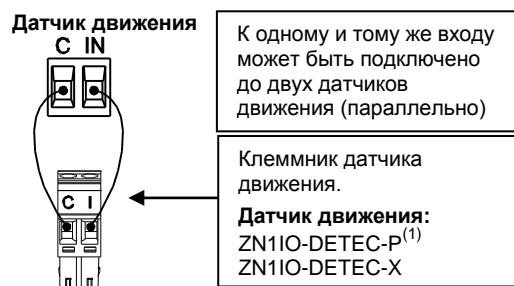 Датчик движения
C IN
C I
К одному и тому же входу
может быть подключено
до двух датчиков
движения (параллельно)
Клеммник датчика
движения.
Датчик движения:
ZN1IO-DETEC-P(1)
ZN1IO-DETEC-X